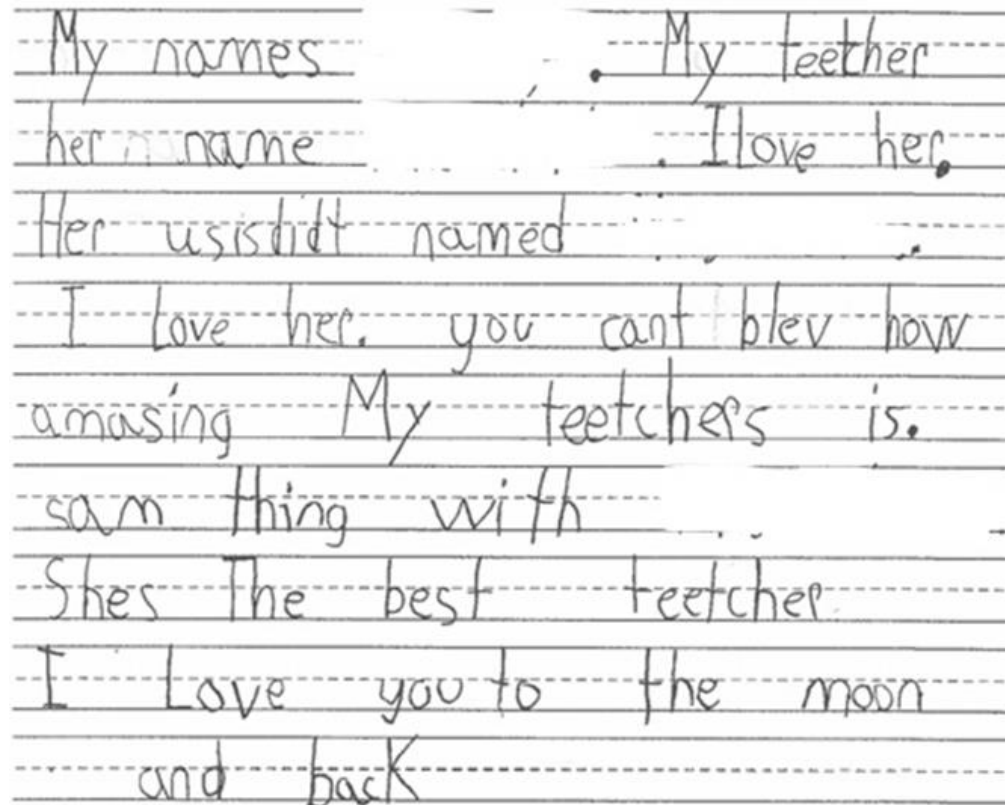 My names . My teether
her name . I love her.
Her usisdidt named .
I love her. you cant blev how
amasing My teetchers is.
sam thing with
Shes The best teetcher
I Love you to the moon
and back